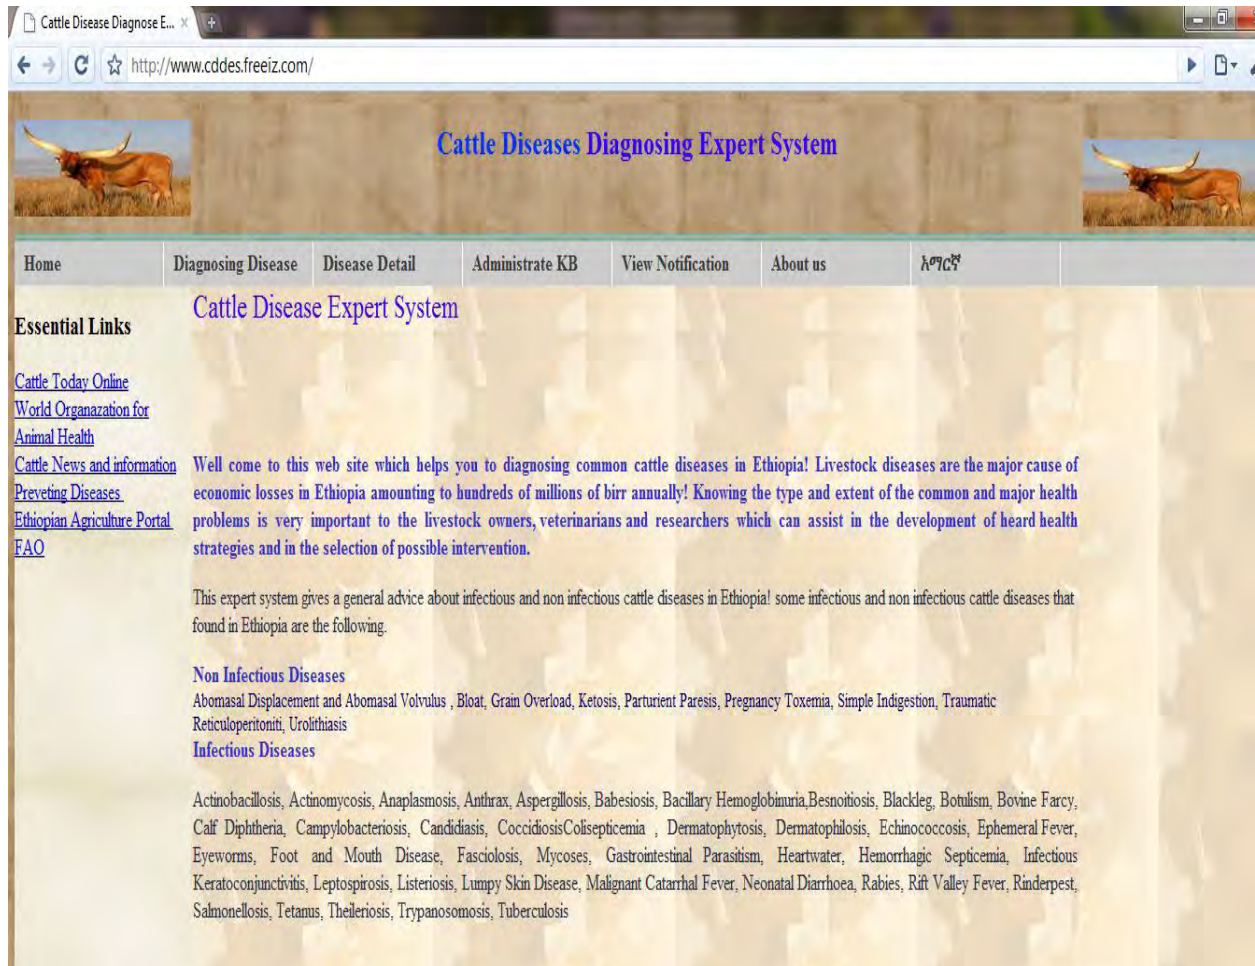 Cattle Disease Diagnose E...
http://www.cddes.freeiz.com/
Cattle Diseases Diagnosing Expert System
Home Diagnosing Disease Disease Detail Administrate KB View Notification About us አማርኛ
Essential Links
Cattle Today Online
World Organazation for
Animal Health
Cattle News and information
Preveting Diseases
Ethiopian Agriculture Portal
FAO
Cattle Disease Expert System
Well come to this web site which helps you to diagnosing common cattle diseases in Ethiopia! Livestock diseases are the major cause of
economic losses in Ethiopia amounting to hundreds of millions of birr annually! Knowing the type and extent of the common and major health
problems is very important to the livestock owners, veterinarians and researchers which can assist in the development of heard health
strategies and in the selection of possible intervention.
This expert system gives a general advice about infectious and non infectious cattle diseases in Ethiopia! some infectious and non infectious cattle diseases that
found in Ethiopia are the following.
Non Infectious Diseases
Abomasal Displacement and Abomasal Volvulus , Bloat, Grain Overload, Ketosis, Parturient Paresis, Pregnancy Toxemia, Simple Indigestion, Traumatic
Reticuloperitoniti, Urolithiasis
Infectious Diseases
Actinobacillosis, Actinomycosis, Anaplasmosis, Anthrax, Aspergillosis, Babesiosis, Bacillary Hemoglobinuria,Besnoitiosis, Blackleg, Botulism, Bovine Farcy,
Calf Diphtheria, Campylobacteriosis, Candidiasis, CoccidiosisColisepticemia , Dermatophytosis, Dermatophilosis, Echinococcosis, Ephemeral Fever,
Eyeworms, Foot and Mouth Disease, Fasciolosis, Mycoses, Gastrointestinal Parasitism, Heartwater, Hemorrhagic Septicemia, Infectious
Keratoconjunctivitis, Leptospirosis, Listeriosis, Lumpy Skin Disease, Malignant Catarrhal Fever, Neonatal Diarrhoea, Rabies, Rift Valley Fever, Rinderpest,
Salmonellosis, Tetanus, Theileriosis, Trypanosomosis, Tuberculosis